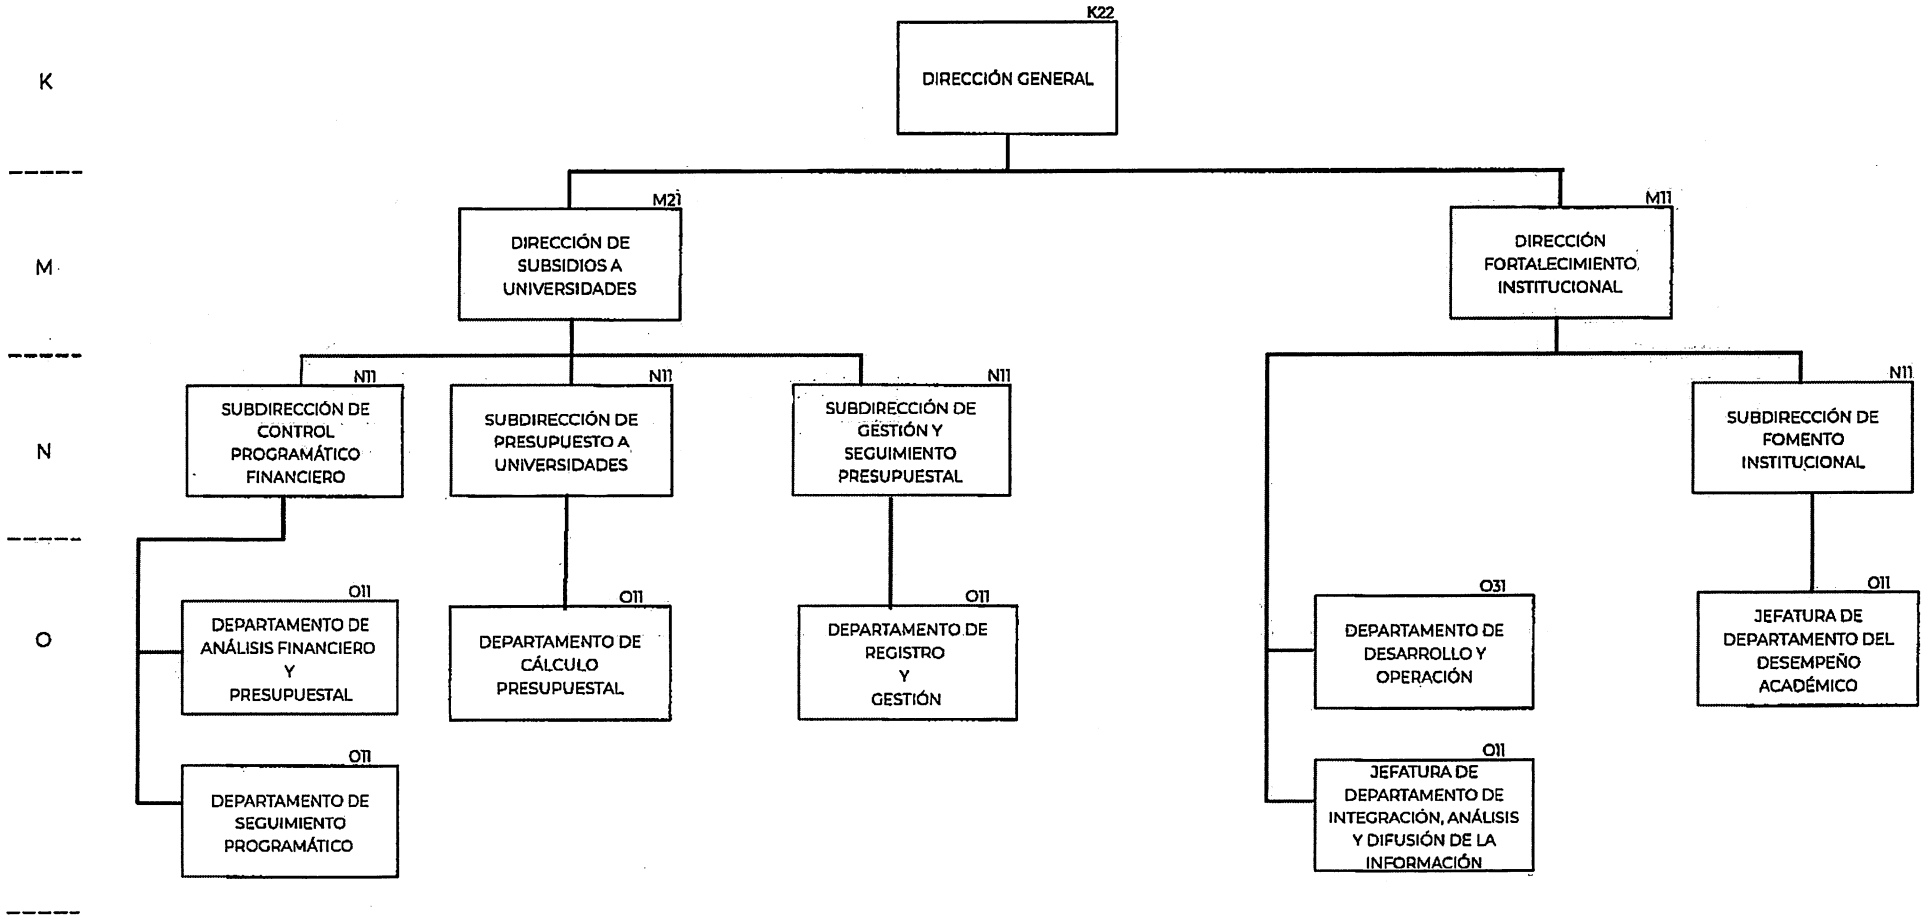 K22
K
DIRECCIÓN GENERAL
M21
M11
M
DIRECCIÓN DE
SUBSIDIOS A
UNIVERSIDADES
DIRECCIÓN
FORTALECIMIENTO
INSTITUCIONAL
N
N11
SUBDIRECCIÓN DE
CONTROL
PROGRAMÁTICO
FINANCIERO
N11
SUBDIRECCIÓN DE
PRESUPUESTO A
UNIVERSIDADES
N11
SUBDIRECCIÓN DE
GESTIÓN Y
SEGUIMIENTO
PRESUPUESTAL
N11
SUBDIRECCIÓN DE
FOMENTO
INSTITUCIONAL
O
O11
DEPARTAMENTO DE
ANÁLISIS FINANCIERO
Y
PRESUPUESTAL
O11
DEPARTAMENTO DE
CÁLCULO
PRESUPUESTAL
O11
DEPARTAMENTO DE
REGISTRO
Y
GESTIÓN
O31
DEPARTAMENTO DE
DESARROLLO Y
OPERACIÓN
O11
JEFATURA DE
DEPARTAMENTO DEL
DESEMPEÑO
ACADÉMICO
O11
DEPARTAMENTO DE
SEGUIMIENTO
PROGRAMÁTICO
O11
JEFATURA DE
DEPARTAMENTO DE
INTEGRACIÓN, ANÁLISIS
Y DIFUSIÓN DE LA
INFORMACIÓN